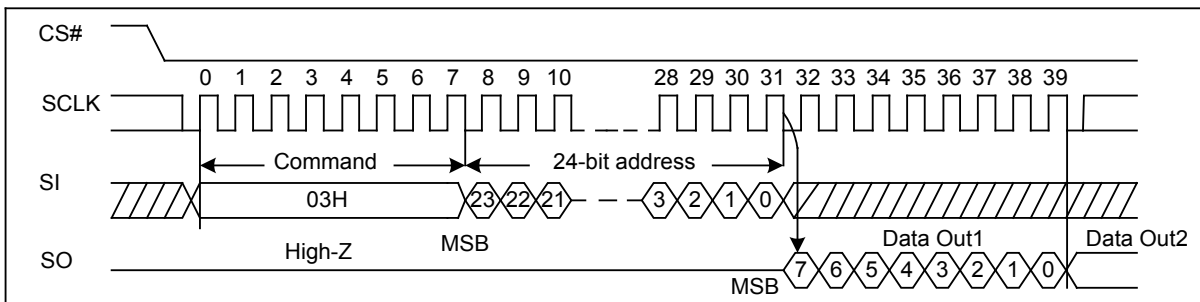 CS#
0 1 2 3 4 5 6 7 8 9 10 28 29 30 31 32 33 34 35 36 37 38 39
SCLK
Command 24-bit address
SI 03H 23 22 21 3 2 1 0
High-Z MSB Data Out1 Data Out2
SO MSB 7 6 5 4 3 2 1 0